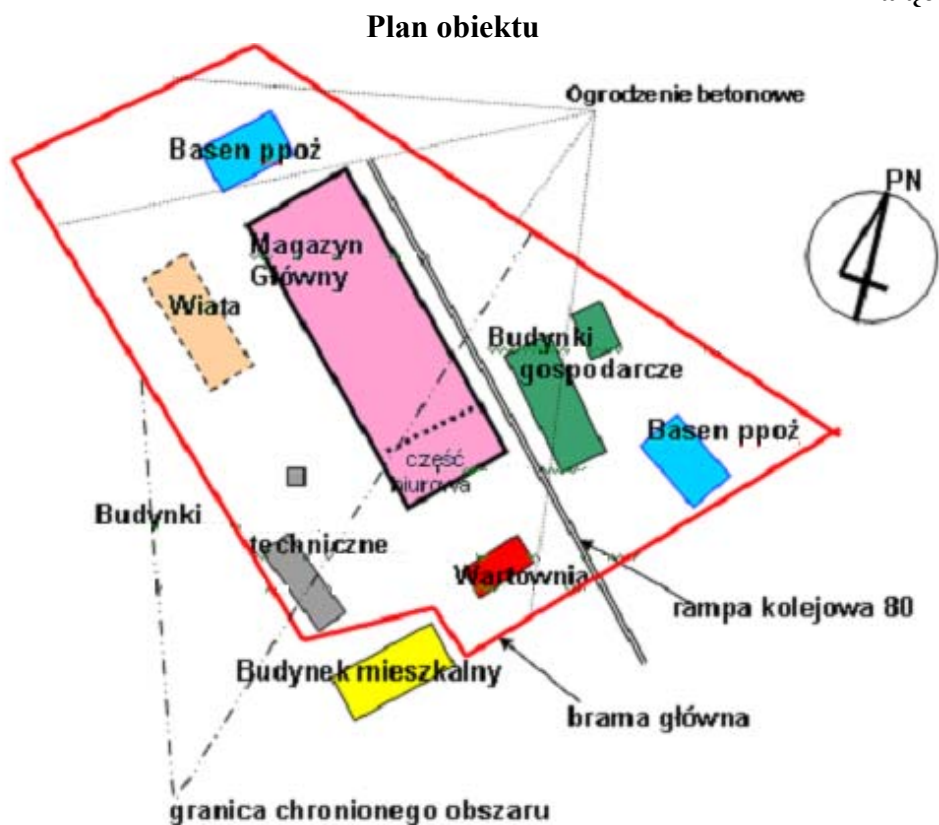 Plan obiektu
Ogrodzenie betonowe
Basen ppoż
PN
Magazyn
Główny
Wiata
Budynki
gospodarcze
Basen ppoż
część
biurowa
Budynki
techniczne
Wartownia
rampa kolejowa 80
Budynek mieszkalny
brama główna
granica chronionego obszaru